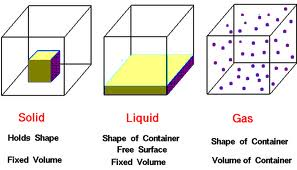 Solid
Holds Shape
Fixed Volume
Liquid
Shape of Container
Free Surface
Fixed Volume
Gas
Shape of Container
Volume of Container